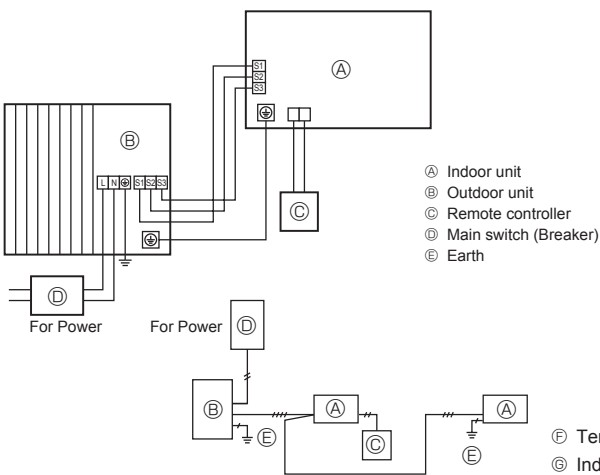 S1
S2
S3
Ⓐ
Ⓑ
L N S1 S2 S3
Ⓒ
Ⓐ Indoor unit
Ⓑ Outdoor unit
Ⓒ Remote controller
Ⓓ Main switch (Breaker)
Ⓔ Earth
Ⓓ
For Power
For Power
Ⓓ
Ⓑ
Ⓔ
Ⓐ
Ⓒ
Ⓐ
Ⓔ
Ⓕ
Ⓖ